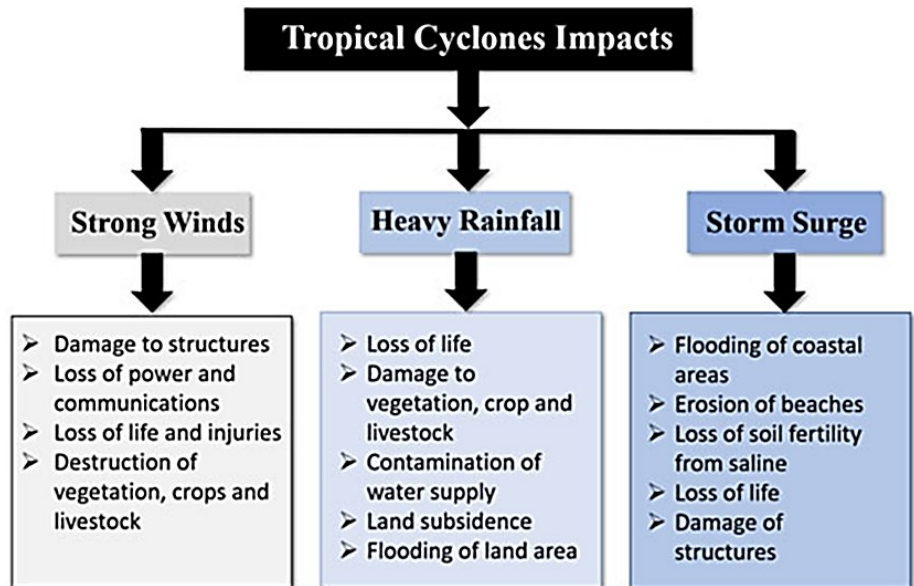 Tropical Cyclones Impacts
Strong Winds
Heavy Rainfall
Storm Surge
➢ Damage to structures
➢ Loss of power and
communications
➢ Loss of life and injuries
➢ Destruction of
vegetation, crops and
livestock
➢ Loss of life
➢ Damage to
vegetation, crop and
livestock
➢ Contamination of
water supply
➢ Land subsidence
➢ Flooding of land area
➢ Flooding of coastal
areas
➢ Erosion of beaches
➢ Loss of soil fertility
from saline
➢ Loss of life
➢ Damage of
structures